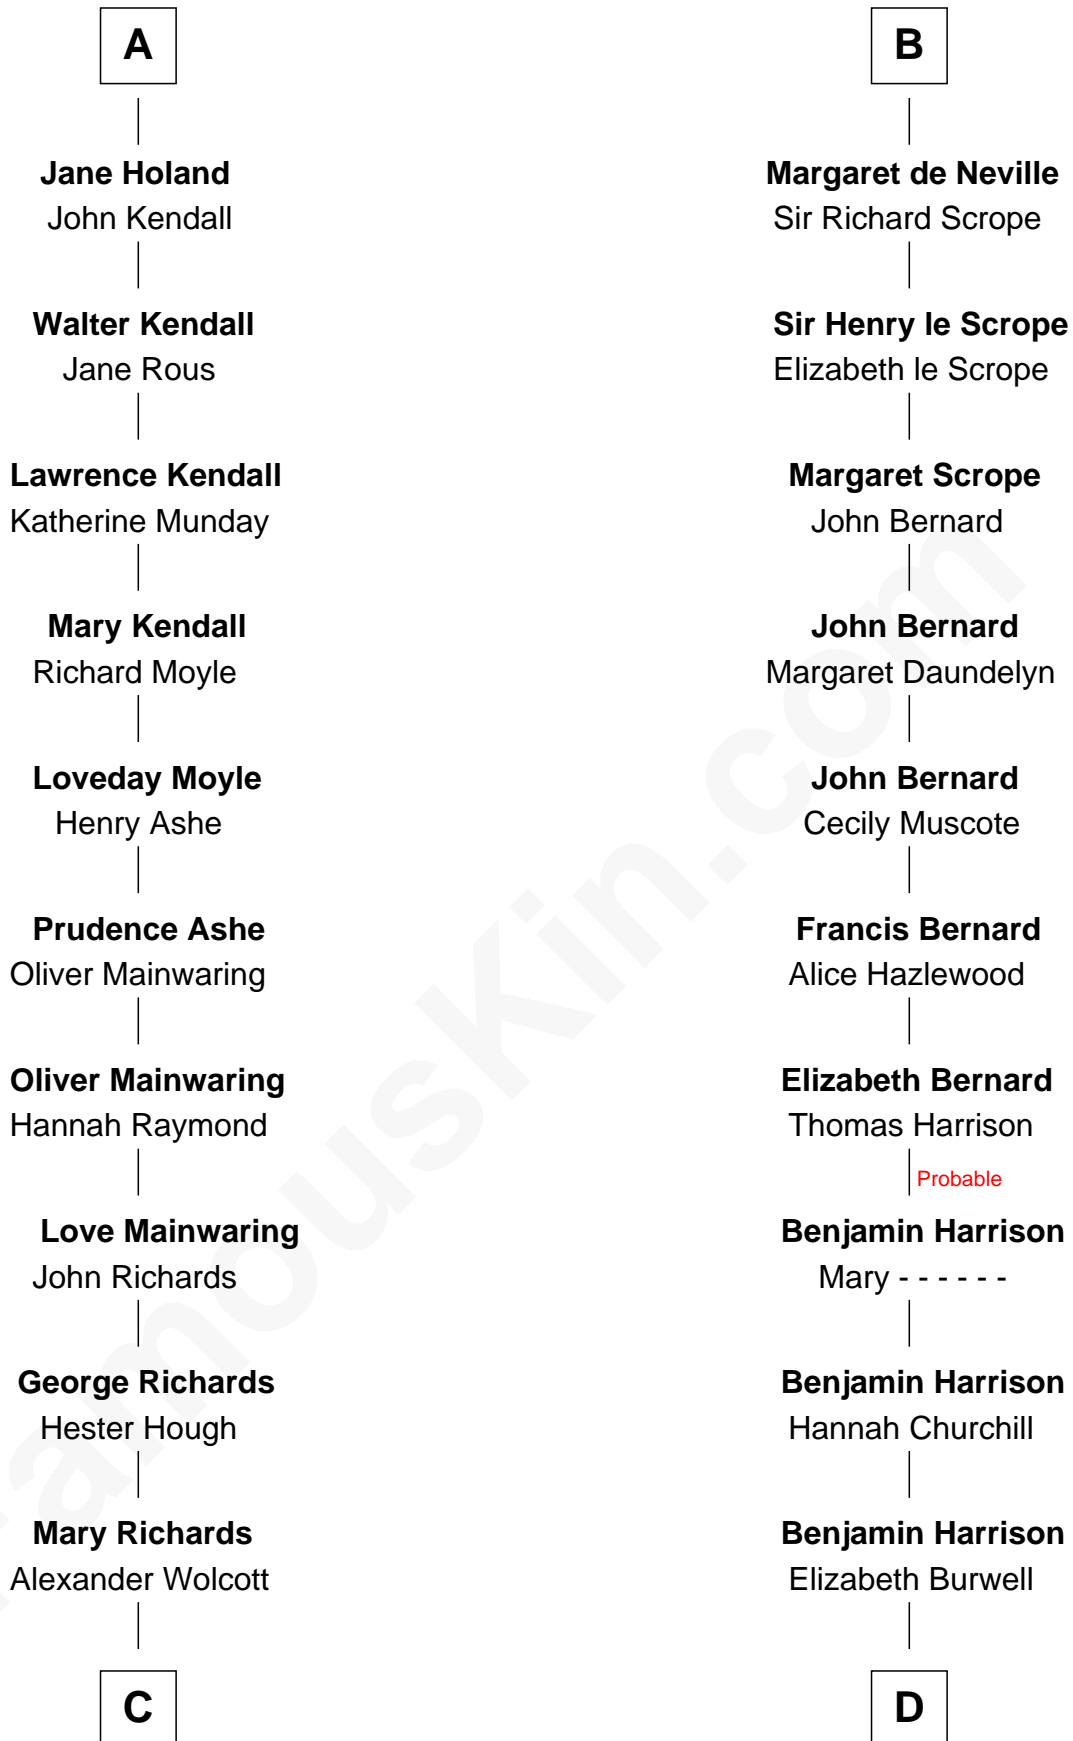 A
Jane Holand
John Kendall
Walter Kendall
Jane Rous
Lawrence Kendall
Katherine Munday
Mary Kendall
Richard Moyle
Loveday Moyle
Henry Ashe
Prudence Ashe
Oliver Mainwaring
Oliver Mainwaring
Hannah Raymond
Love Mainwaring
John Richards
George Richards
Hester Hough
Mary Richards
Alexander Wolcott
C
B
Margaret de Neville
Sir Richard Scrope
Sir Henry le Scrope
Elizabeth le Scrope
Margaret Scrope
John Bernard
John Bernard
Margaret Daundelyn
John Bernard
Cecily Muscote
Francis Bernard
Alice Hazlewood
Elizabeth Bernard
Thomas Harrison
Probable
Benjamin Harrison
Mary - - - - - -
Benjamin Harrison
Hannah Churchill
Benjamin Harrison
Elizabeth Burwell
D
FamousKin.com